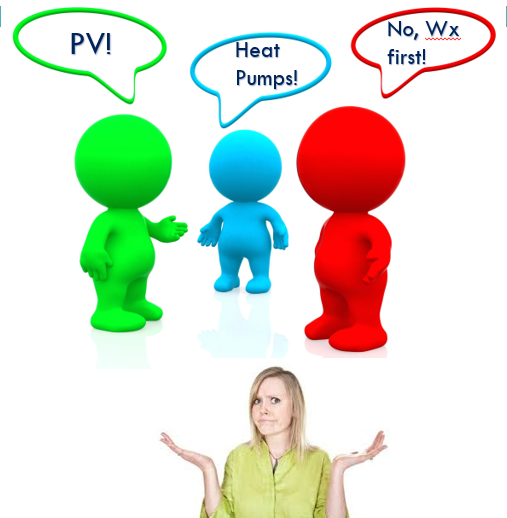 PV!
Heat
Pumps!
No, Wx
first!